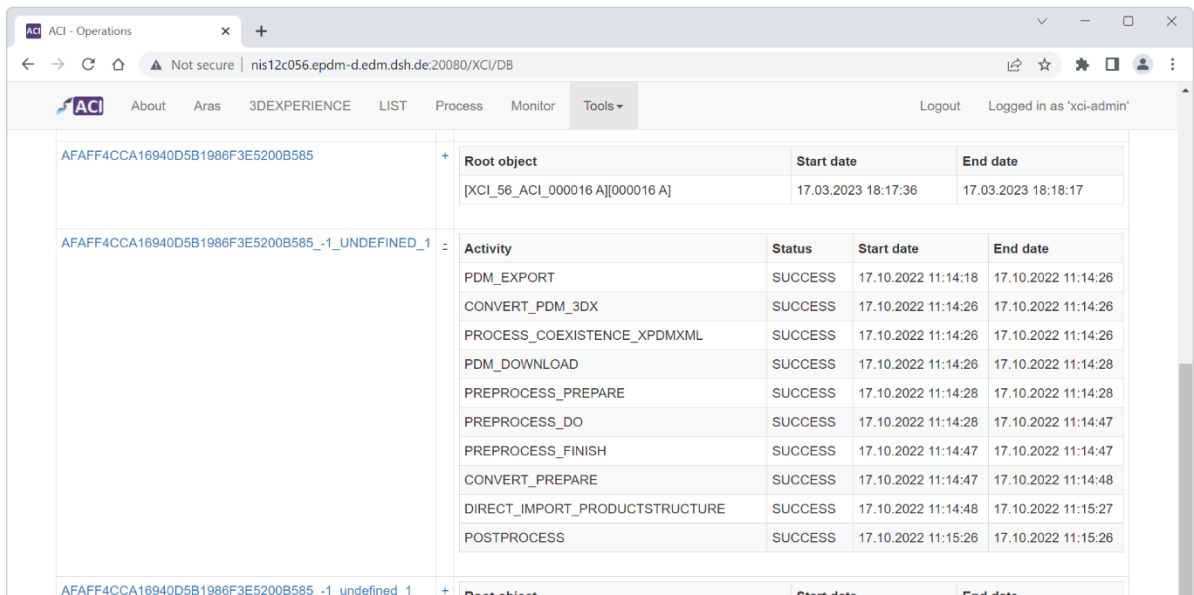 ACI ACI - Operations
Not secure | nis12c056.epdm-d.edm.dsh.de:20080/XCI/DB
ACI About Aras 3DEXPERIENCE LIST Process Monitor Tools Logout Logged in as 'xci-admin'
AFAFF4CCA16940D5B1986F3E5200B585 + Root object Start date End date
[XCI_56_ACI_000016 A][000016 A] 17.03.2023 18:17:36 17.03.2023 18:18:17
AFAFF4CCA16940D5B1986F3E5200B585_-1_UNDEFINED_1 - Activity Status Start date End date
PDM_EXPORT SUCCESS 17.10.2022 11:14:18 17.10.2022 11:14:26
CONVERT_PDM_3DX SUCCESS 17.10.2022 11:14:26 17.10.2022 11:14:26
PROCESS_COEXISTENCE_XPDMXML SUCCESS 17.10.2022 11:14:26 17.10.2022 11:14:26
PDM_DOWNLOAD SUCCESS 17.10.2022 11:14:26 17.10.2022 11:14:28
PREPROCESS_PREPARE SUCCESS 17.10.2022 11:14:28 17.10.2022 11:14:28
PREPROCESS_DO SUCCESS 17.10.2022 11:14:28 17.10.2022 11:14:47
PREPROCESS_FINISH SUCCESS 17.10.2022 11:14:47 17.10.2022 11:14:47
CONVERT_PREPARE SUCCESS 17.10.2022 11:14:47 17.10.2022 11:14:48
DIRECT_IMPORT_PRODUCTSTRUCTURE SUCCESS 17.10.2022 11:14:48 17.10.2022 11:15:27
POSTPROCESS SUCCESS 17.10.2022 11:15:26 17.10.2022 11:15:26
AFAFF4CCA16940D5B1986F3E5200B585_-1_undefined_1 + Root object Start date End date